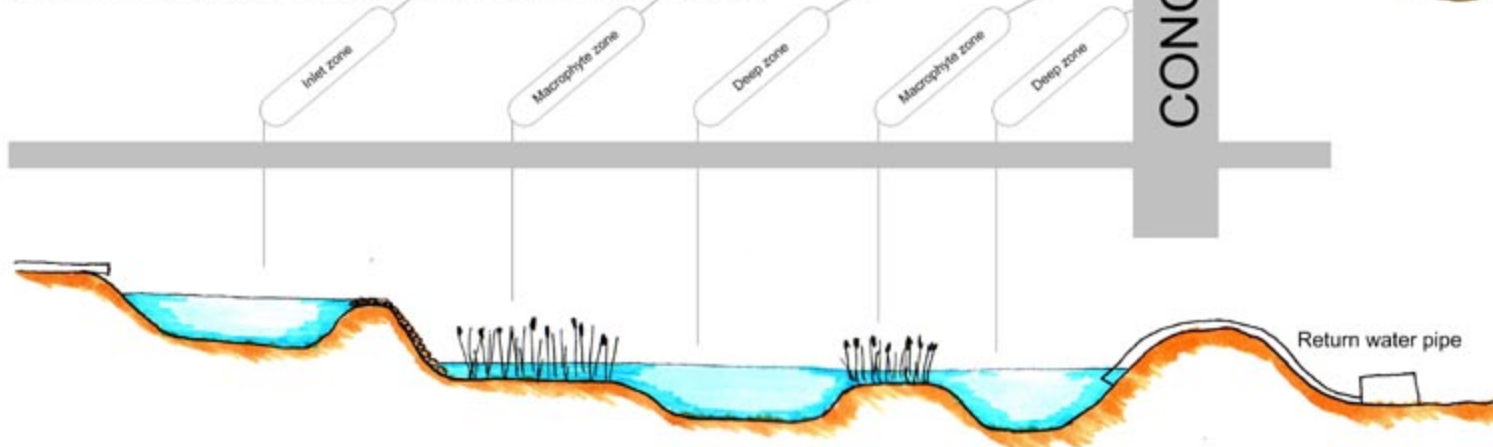 Inlet zone
Macrophyte zone
Deep zone
Macrophyte zone
Deep zone
CONC
Return water pipe